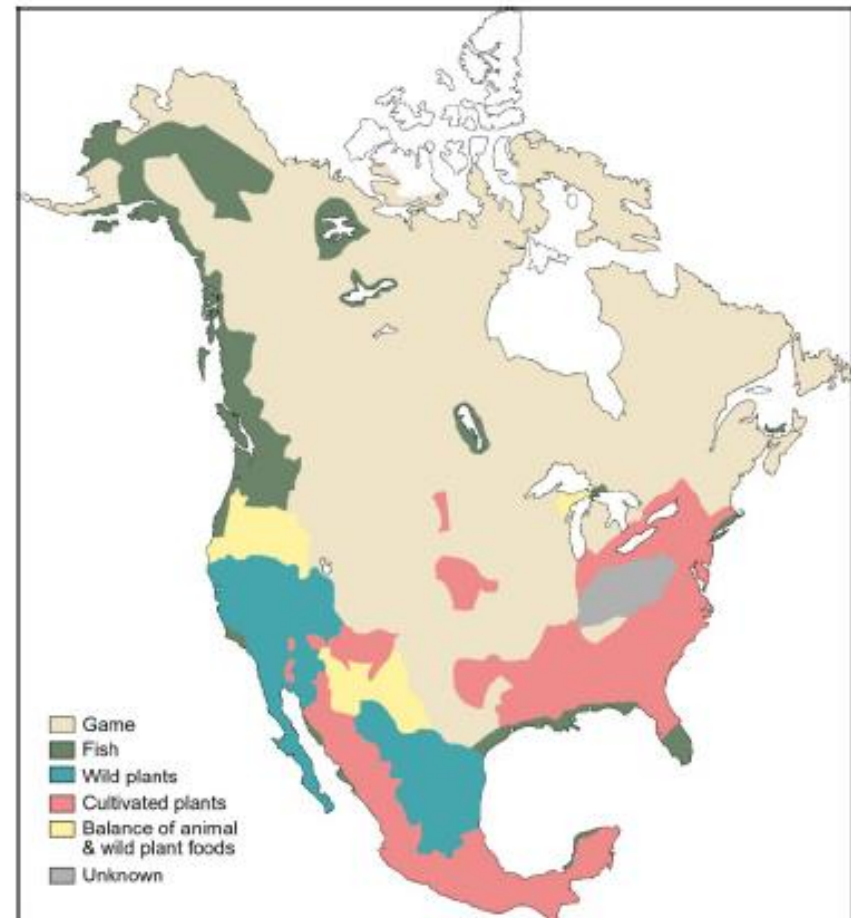 Game
Fish
Wild plants
Cultivated plants
Balance of animal
& wild plant foods
Unknown